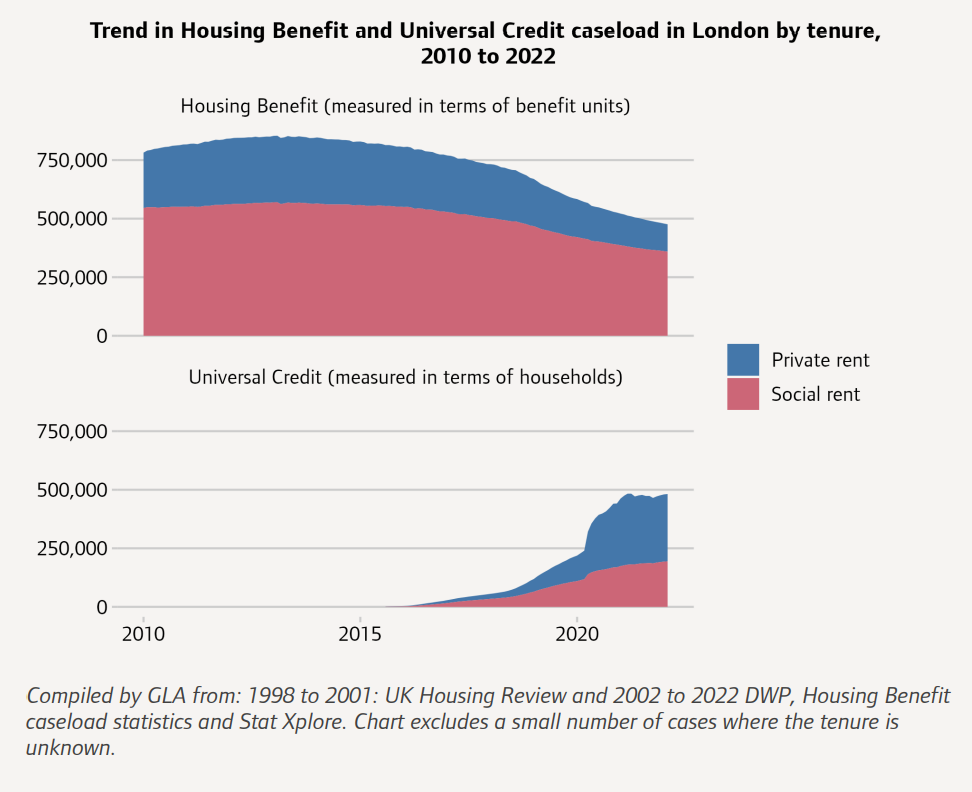 Trend in Housing Benefit and Universal Credit caseload in London by tenure,
2010 to 2022
Housing Benefit (measured in terms of benefit units)
750,000
500,000
250,000
0
Universal Credit (measured in terms of households)
750,000
500,000
250,000
0
2010 2015 2020
Private rent
Social rent
Compiled by GLA from: 1998 to 2001: UK Housing Review and 2002 to 2022 DWP, Housing Benefit
caseload statistics and Stat Xplore. Chart excludes a small number of cases where the tenure is
unknown.